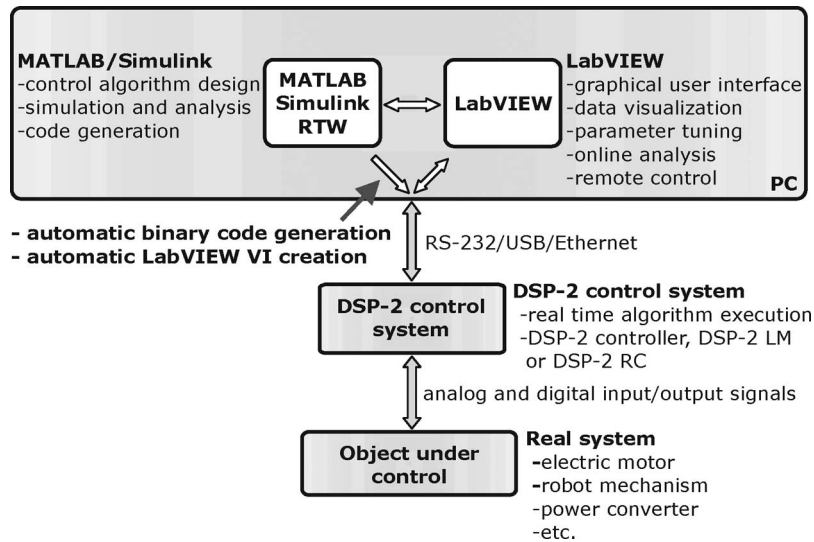 MATLAB/Simulink
-control algorithm design
-simulation and analysis
-code generation
MATLAB
Simulink
RTW
LabVIEW
LabVIEW
-graphical user interface
-data visualization
-parameter tuning
-online analysis
-remote control
PC
- automatic binary code generation
- automatic LabVIEW VI creation
RS-232/USB/Ethernet
DSP-2 control
system
DSP-2 control system
-real time algorithm execution
-DSP-2 controller, DSP-2 LM
or DSP-2 RC
analog and digital input/output signals
Object under
control
Real system
-electric motor
-robot mechanism
-power converter
-etc.